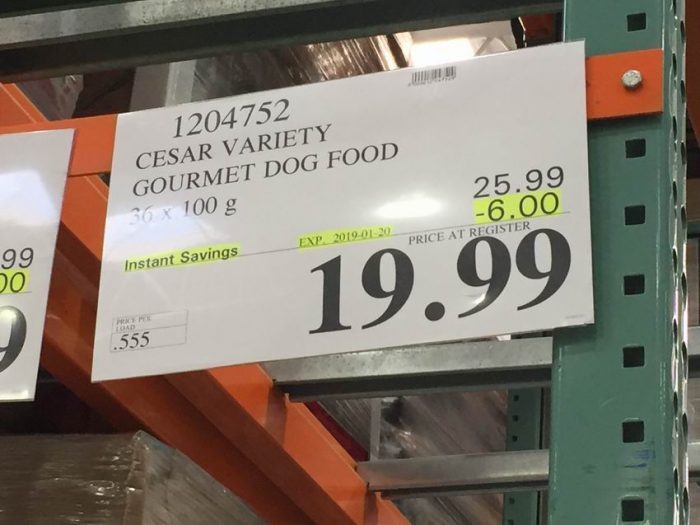 1204752
CESAR VARIETY
GOURMET DOG FOOD
36 x 100 g
25.99
-6.00
Instant Savings
EXP. 2019-01-20
PRICE AT REGISTER
19.99
PRICE PER
LOAD
.555
99
00
9